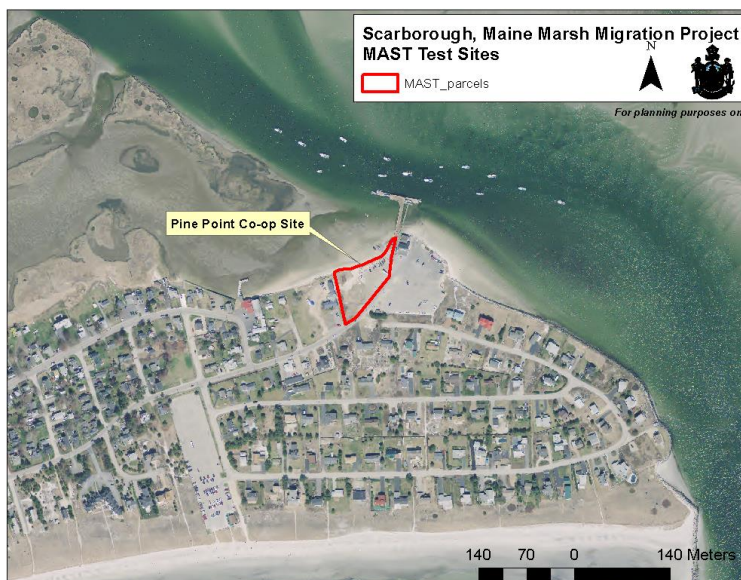 Scarborough, Maine Marsh Migration Project
MAST Test Sites
N
MAST_parcels
For planning purposes on
Pine Point Co-op Site
140 70 0 140 Meters